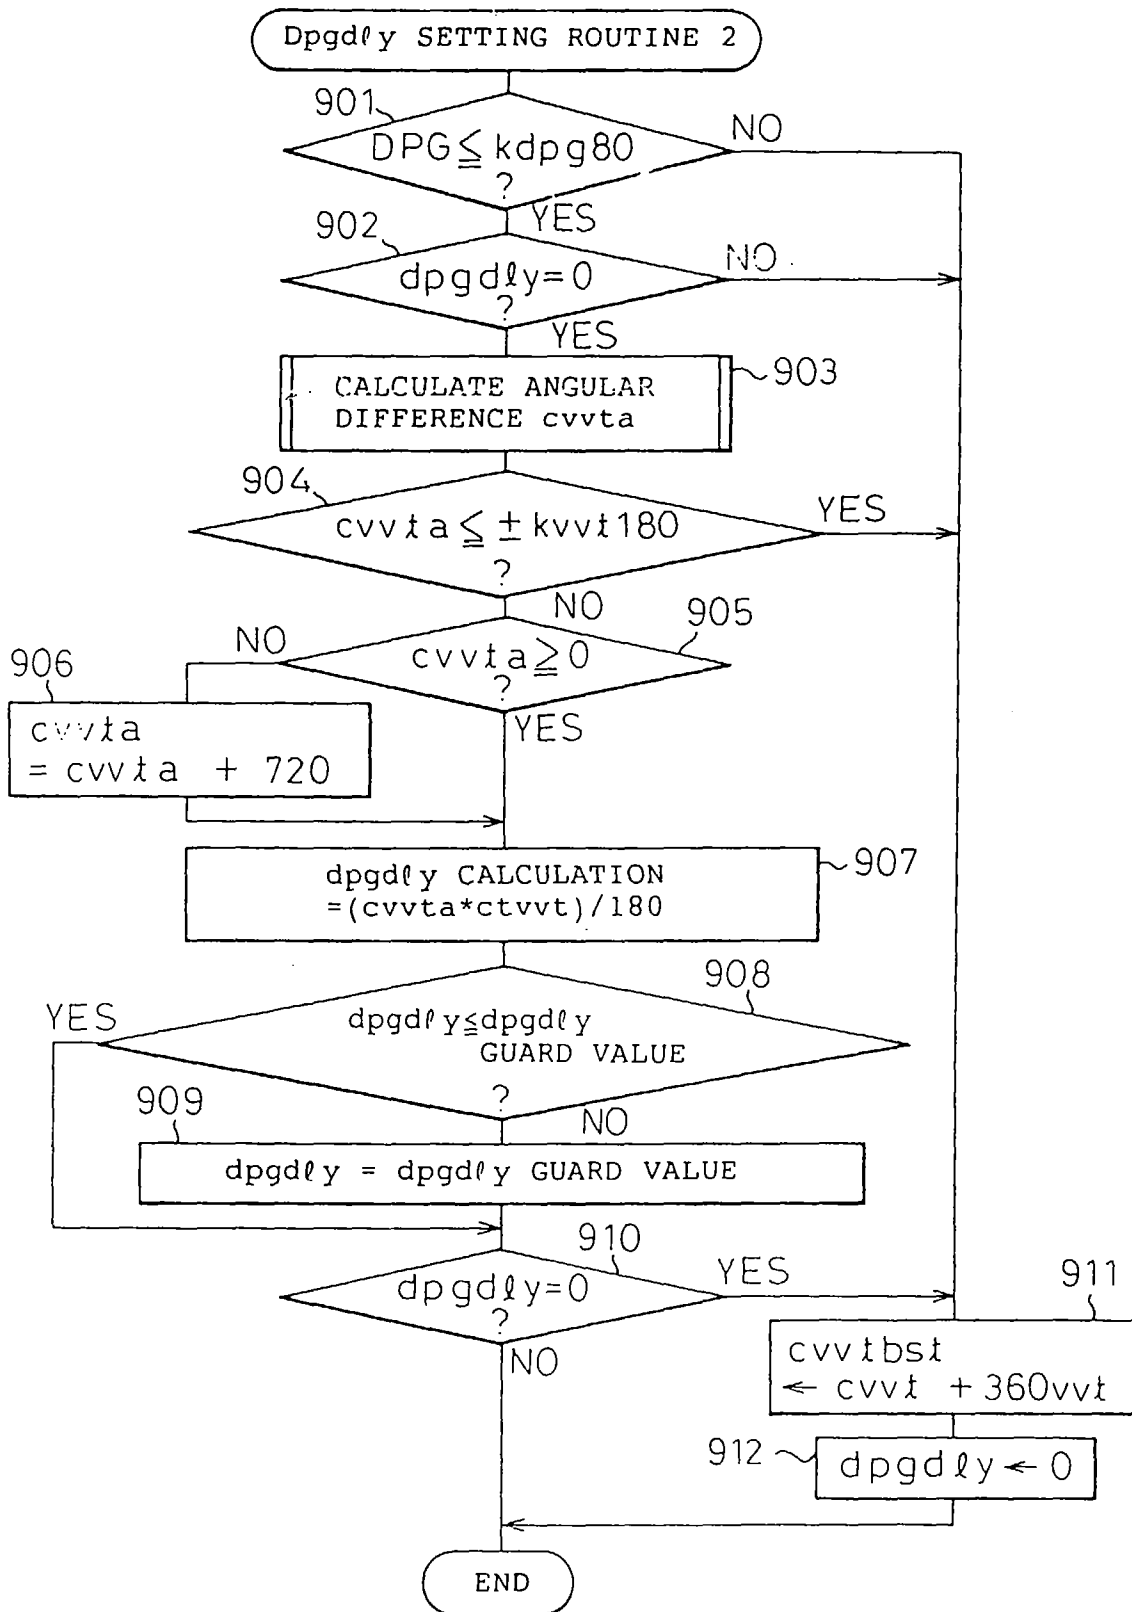 Dpgdℓy SETTING ROUTINE 2
901
DPG ≦ kdpg80
?
NO
YES
902
dpgdℓy=0
?
NO
YES
CALCULATE ANGULAR
DIFFERENCE cvvta
903
904
cvvta ≦ ± kvvt180
?
YES
NO
905
cvvta ≧ 0
?
NO
YES
906
cvvta
= cvvta + 720
dpgdℓy CALCULATION
=(cvvta*ctvvt)/180
907
908
dpgdℓy≦dpgdℓy
GUARD VALUE
?
YES
NO
909
dpgdℓy = dpgdℓy GUARD VALUE
910
dpgdℓy=0
?
YES
NO
911
cvvtbst
← cvvt + 360vvt
912
dpgdℓy ← 0
END